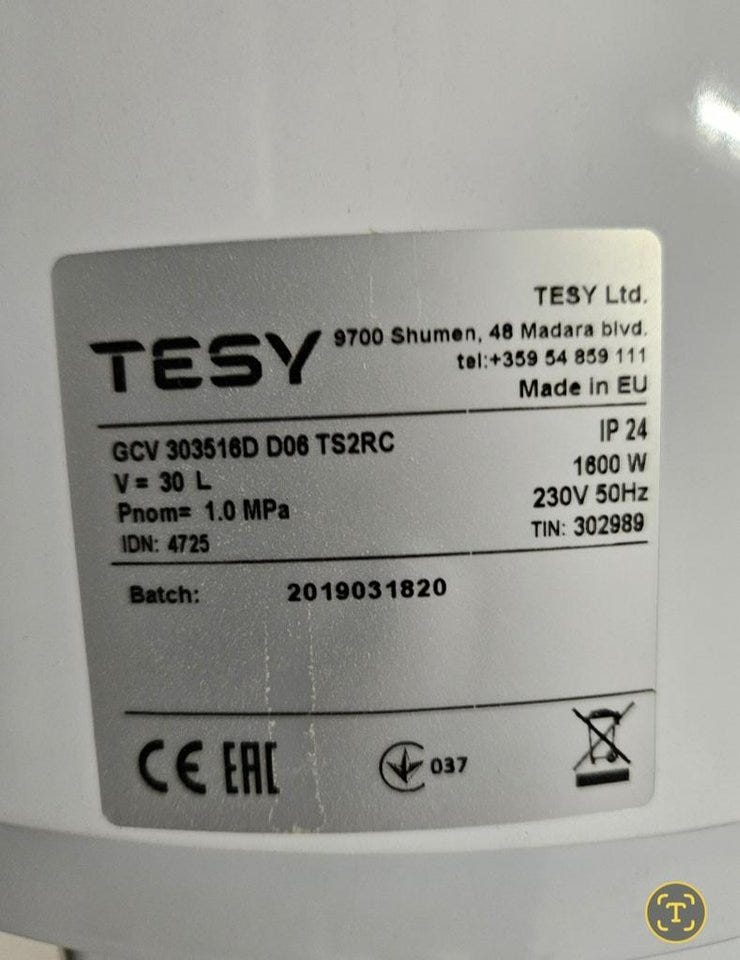 TESY Ltd.
TESY
9700 Shumen, 48 Madara blvd.
tel:+359 54 859 111
Made in EU
GCV 303516D D06 TS2RC
IP 24
V = 30 L
1600 W
Pnom= 1.0 MPa
230V 50Hz
IDN: 4725
TIN: 302989
Batch: 2019031820
CE EAC 037
T